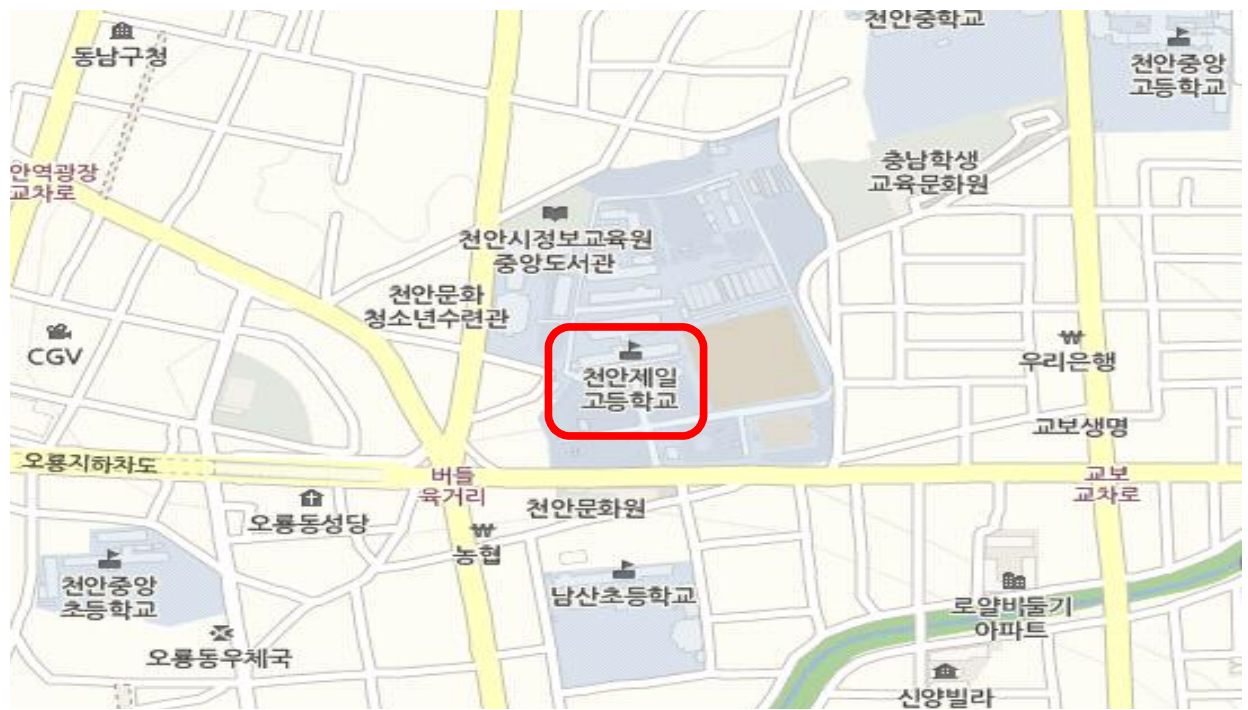 천안중학교
동남구청
천안중앙
고등학교
안역광장
교차로
충남학생
교육문화원
천안시정보교육원
중앙도서관
천안문화
청소년수련관
CGV
우리은행
천안제일
고등학교
교보생명
오룡지하차도
버들
육거리
교보
교차로
오룡동성당
천안문화원
농협
천안중앙
초등학교
남산초등학교
로얄비둘기
아파트
오룡동우체국
신양빌라